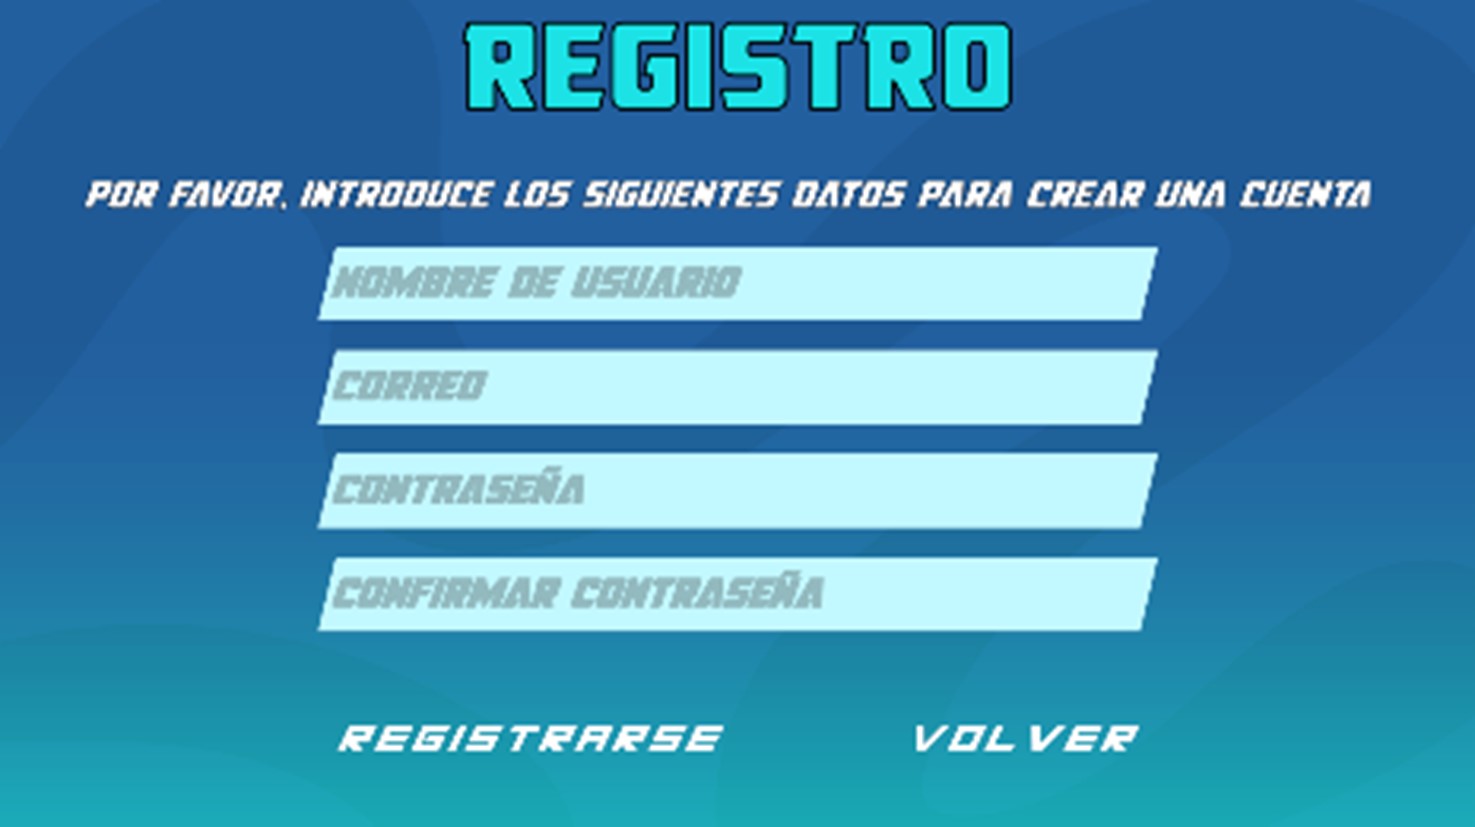 REGISTRO
POR FAVOR, INTRODUCE LOS SIGUIENTES DATOS PARA CREAR UNA CUENTA
NOMBRE DE USUARIO
CORREO
CONTRASEÑA
CONFIRMAR CONTRASEÑA
REGISTRARSE VOLVER